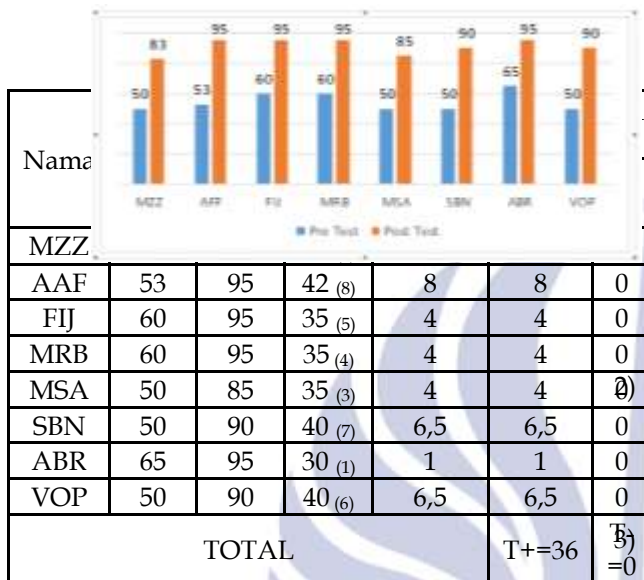 83 95 95 95 85 90 95 90
50 53 60 60 50 50 65 50
MZZ AFF FIJ MRB MSA SBN ABR VOP
Pre Test Post Test
Nama
MZZ
AAF 53 95 42 (8) 8 8 0
FIJ 60 95 35 (5) 4 4 0
MRB 60 95 35 (4) 4 4 0
MSA 50 85 35 (3) 4 4 2)
SBN 50 90 40 (7) 6,5 6,5 0
ABR 65 95 30 (1) 1 1 0
VOP 50 90 40 (6) 6,5 6,5 0
TOTAL T+=36 3)
=0